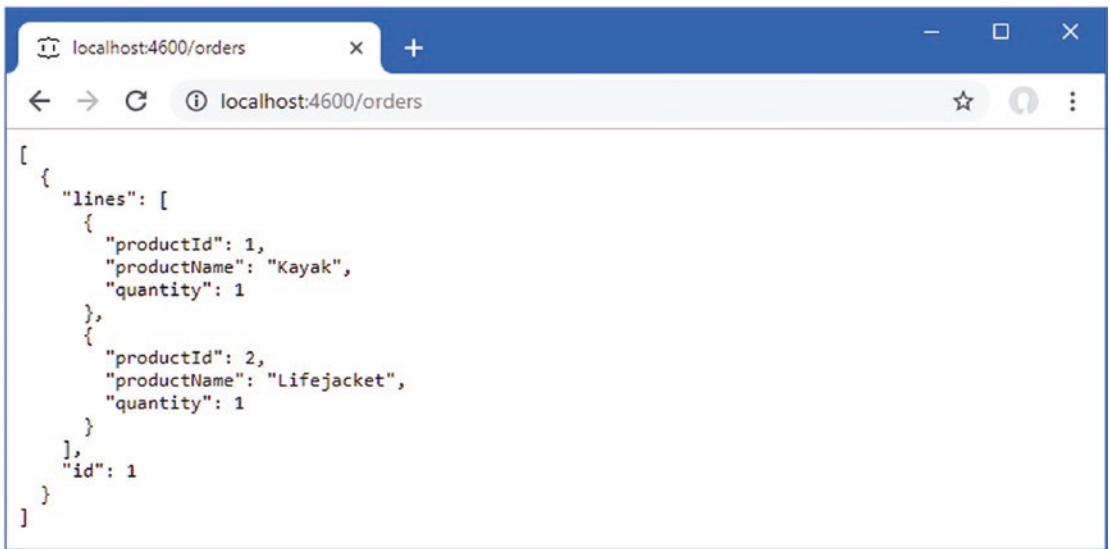 localhost:4600/orders
localhost:4600/orders
[
  {
    "lines": [
      {
        "productId": 1,
        "productName": "Kayak",
        "quantity": 1
      },
      {
        "productId": 2,
        "productName": "Lifejacket",
        "quantity": 1
      }
    ],
    "id": 1
  }
]